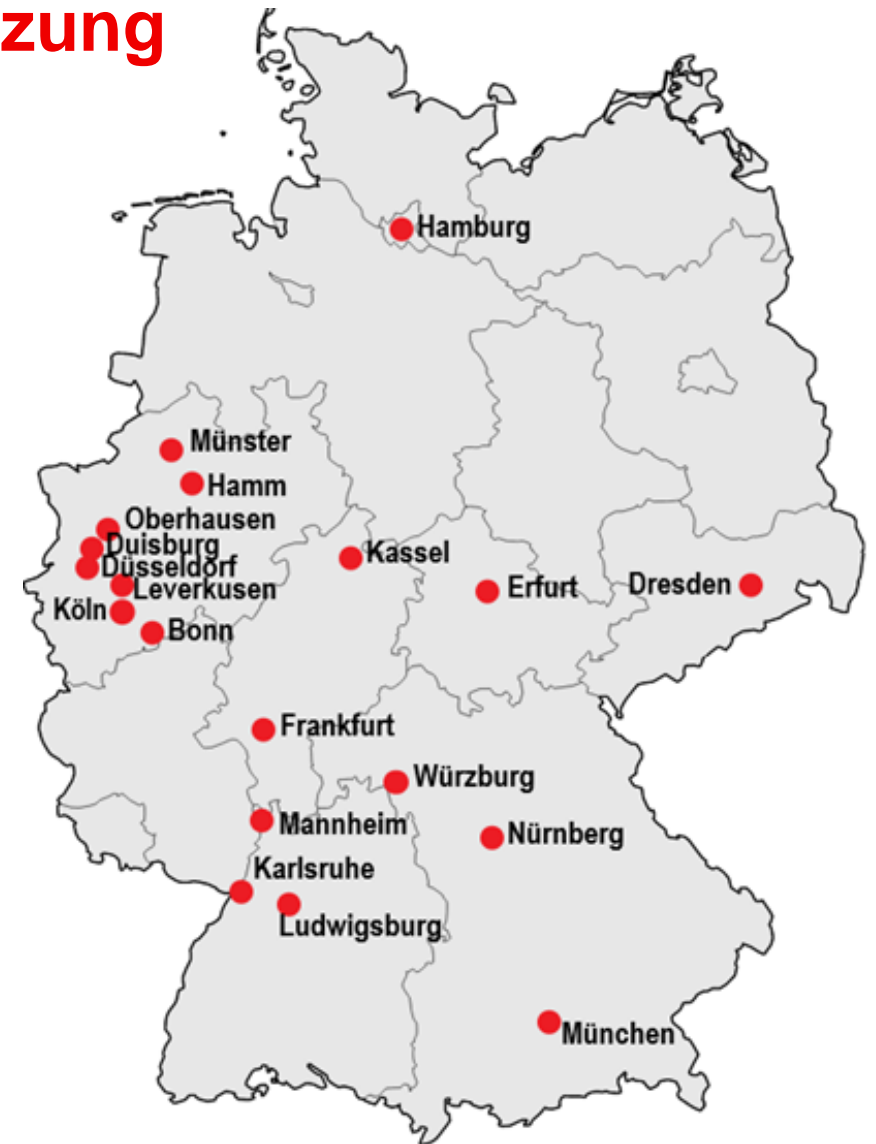 zung
Hamburg
Münster
Hamm
Oberhausen
Duisburg
Düsseldorf
Kassel
Leverkusen
Erfurt
Dresden
Köln
Bonn
Frankfurt
Würzburg
Mannheim
Nürnberg
Karlsruhe
Ludwigsburg
München